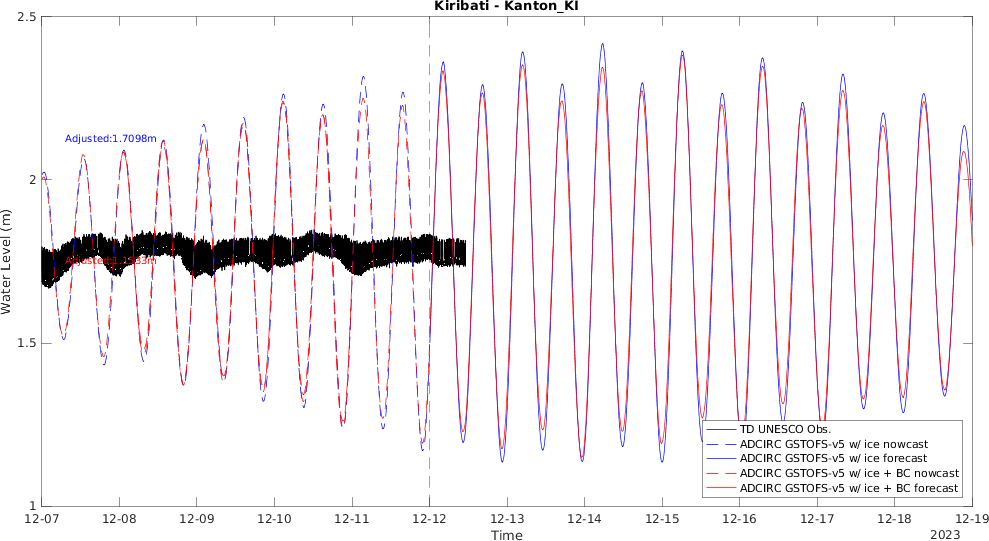 Kiribati - Kanton_KI
2.5
2
1.5
1
Water Level (m)
Adjusted:1.7098m
TD UNESCO Obs.
ADCIRC GSTOFS-v5 w/ ice nowcast
ADCIRC GSTOFS-v5 w/ ice forecast
ADCIRC GSTOFS-v5 w/ ice + BC nowcast
ADCIRC GSTOFS-v5 w/ ice + BC forecast
12-07 12-08 12-09 12-10 12-11 12-12 12-13 12-14 12-15 12-16 12-17 12-18 12-19
Time
2023